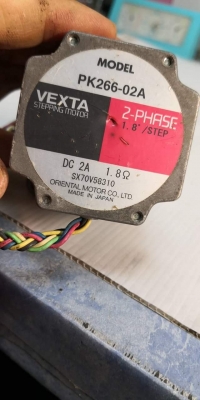 MODEL
PK266-02A
VEXTA
STEPPING MOTOR
2-PHASE
1.8°/STEP
DC 2A 1.8Ω
SX70V58310
ORIENTAL MOTOR CO., LTD.
MADE IN JAPAN